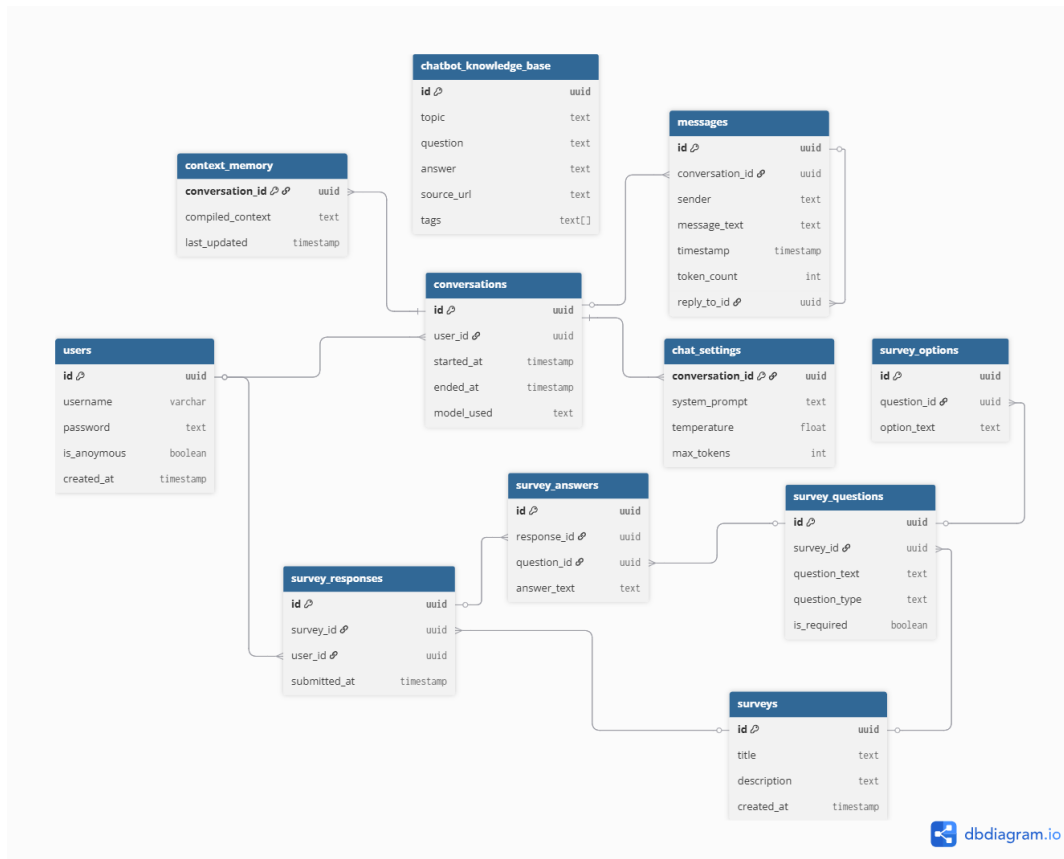 chatbot_knowledge_base
id uuid
topic text
question text
answer text
source_url text
tags text[]
messages
id uuid
conversation_id uuid
sender text
message_text text
timestamp timestamp
token_count int
reply_to_id uuid
context_memory
conversation_id uuid
compiled_context text
last_updated timestamp
conversations
id uuid
user_id uuid
started_at timestamp
ended_at timestamp
model_used text
users
id uuid
username varchar
password text
is_anoymous boolean
created_at timestamp
chat_settings
conversation_id uuid
system_prompt text
temperature float
max_tokens int
survey_options
id uuid
question_id uuid
option_text text
survey_answers
id uuid
response_id uuid
question_id uuid
answer_text text
survey_questions
id uuid
survey_id uuid
question_text text
question_type text
is_required boolean
survey_responses
id uuid
survey_id uuid
user_id uuid
submitted_at timestamp
surveys
id uuid
title text
description text
created_at timestamp
dbdiagram.io